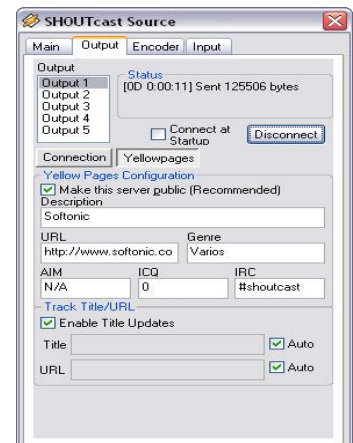 SHOUTcast Source
Main Output Encoder Input
Output
Output 1
Output 2
Output 3
Output 4
Output 5
Status
[0D 0:00:11] Sent 125506 bytes
Connect at Startup
Disconnect
Connection Yellowpages
Yellow Pages Configuration
Make this server public (Recommended)
Description
Softonic
URL Genre
http://www.softonic.co Varios
AIM ICQ IRC
N/A 0 #shoutcast
Track Title/URL
Enable Title Updates
Title Auto
URL Auto